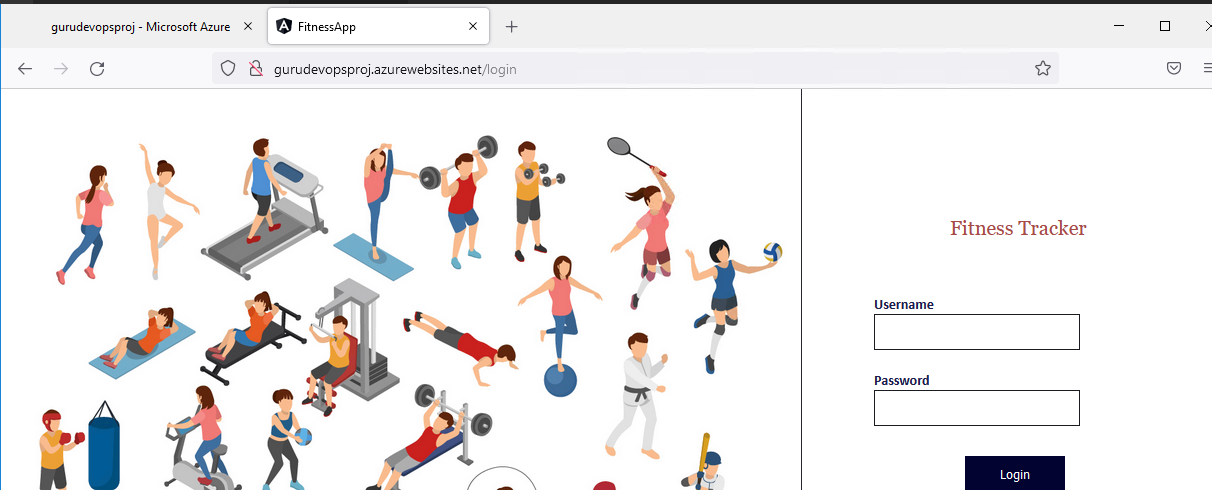 gurudevopsproj - Microsoft Azure
FitnessApp
gurudevopsproj.azurewebsites.net/login
Fitness Tracker
Username
Password
Login